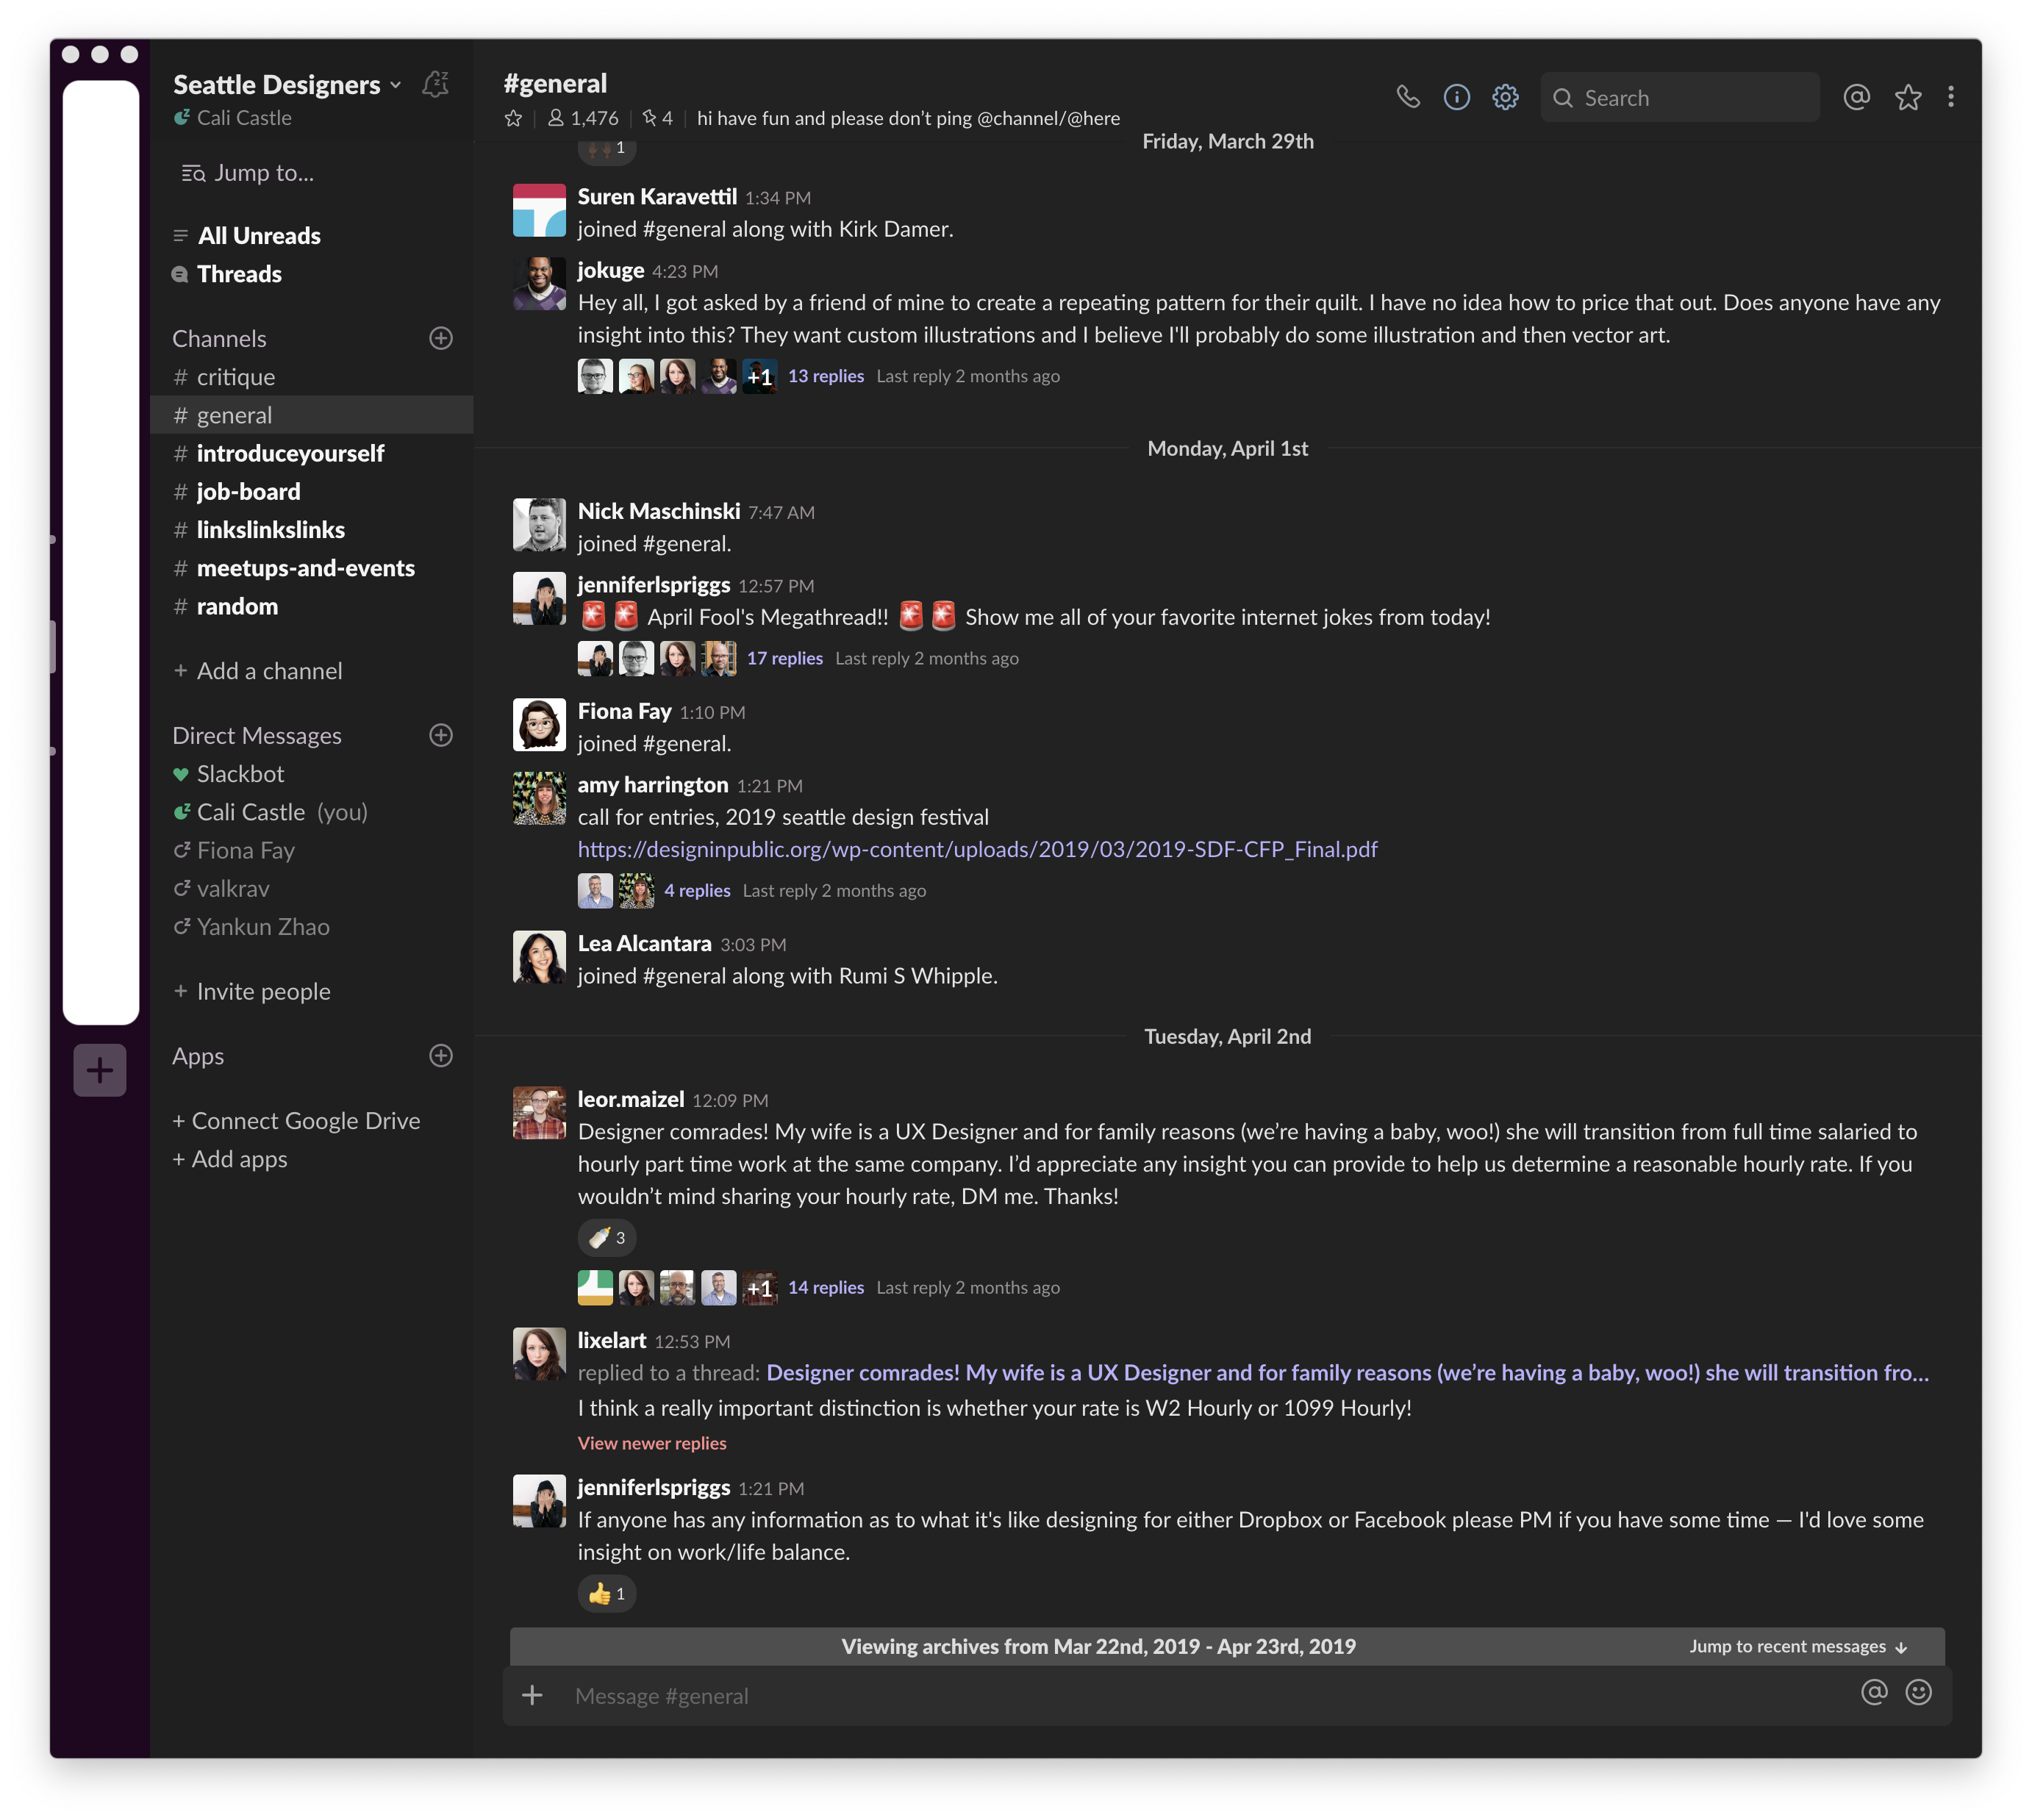 Seattle Designers
Cali Castle
Jump to...
All Unreads
Threads
Channels
# critique
# general
# introduceyourself
# job-board
# linkslinkslinks
# meetups-and-events
# random
+ Add a channel
Direct Messages
Slackbot
Cali Castle (you)
Fiona Fay
valkrav
Yankun Zhao
+ Invite people
Apps
+ Connect Google Drive
+ Add apps
#general
1,476 | 4 | hi have fun and please don’t ping @channel/@here
Search
Friday, March 29th
1
Suren Karavettil 1:34 PM
joined #general along with Kirk Damer.
jokuge 4:23 PM
Hey all, I got asked by a friend of mine to create a repeating pattern for their quilt. I have no idea how to price that out. Does anyone have any
insight into this? They want custom illustrations and I believe I'll probably do some illustration and then vector art.
+1 13 replies Last reply 2 months ago
Monday, April 1st
Nick Maschinski 7:47 AM
joined #general.
jenniferlspriggs 12:57 PM
🚨🚨 April Fool's Megathread!! 🚨🚨 Show me all of your favorite internet jokes from today!
17 replies Last reply 2 months ago
Fiona Fay 1:10 PM
joined #general.
amy harrington 1:21 PM
call for entries, 2019 seattle design festival
https://designinpublic.org/wp-content/uploads/2019/03/2019-SDF-CFP_Final.pdf
4 replies Last reply 2 months ago
Lea Alcantara 3:03 PM
joined #general along with Rumi S Whipple.
Tuesday, April 2nd
leor.maizel 12:09 PM
Designer comrades! My wife is a UX Designer and for family reasons (we’re having a baby, woo!) she will transition from full time salaried to
hourly part time work at the same company. I’d appreciate any insight you can provide to help us determine a reasonable hourly rate. If you
wouldn’t mind sharing your hourly rate, DM me. Thanks!
🍼 3
+1 14 replies Last reply 2 months ago
lixelart 12:53 PM
replied to a thread: Designer comrades! My wife is a UX Designer and for family reasons (we’re having a baby, woo!) she will transition fro...
I think a really important distinction is whether your rate is W2 Hourly or 1099 Hourly!
View newer replies
jenniferlspriggs 1:21 PM
If anyone has any information as to what it's like designing for either Dropbox or Facebook please PM if you have some time — I'd love some
insight on work/life balance.
👍 1
Viewing archives from Mar 22nd, 2019 - Apr 23rd, 2019
Jump to recent messages ↓
+ Message #general